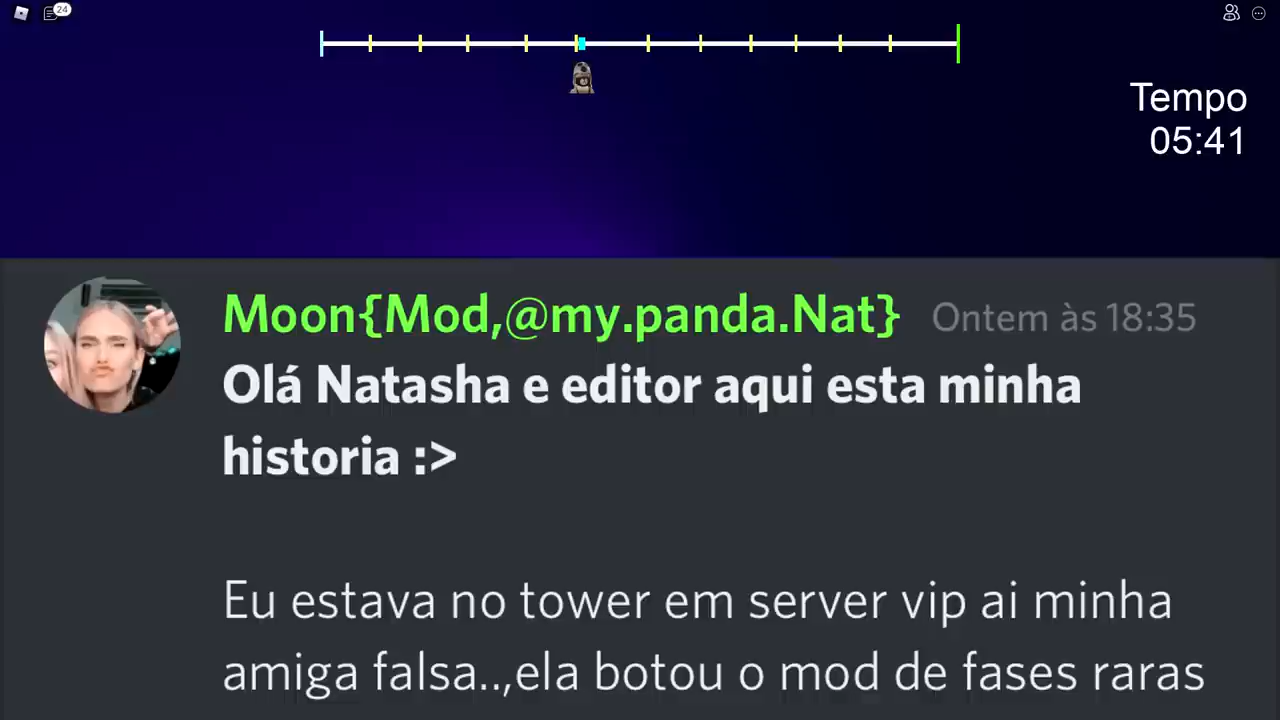 24
Tempo
05:41
Moon{Mod,@my.panda.Nat} Ontem às 18:35
Olá Natasha e editor aqui esta minha
historia :>
Eu estava no tower em server vip ai minha
amiga falsa..,ela botou o mod de fases raras